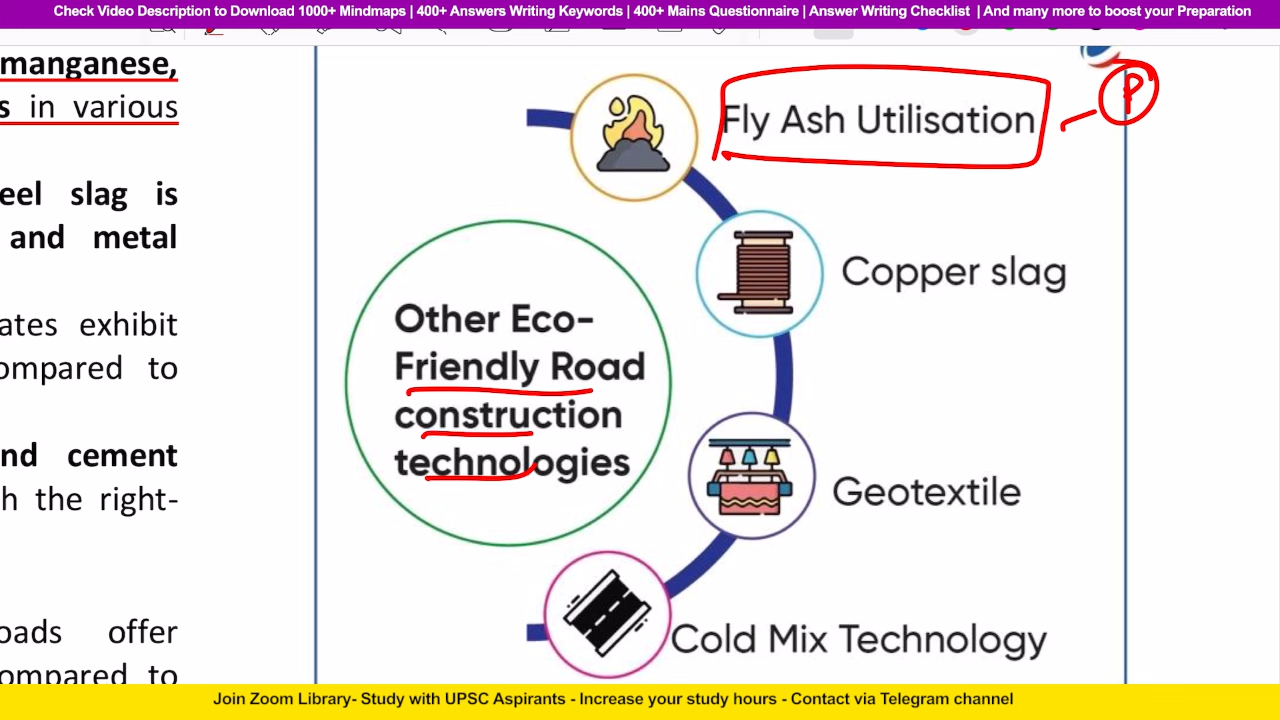 Check Video Description to Download 1000+ Mindmaps | 400+ Answers Writing Keywords | 400+ Mains Questionnaire | Answer Writing Checklist | And many more to boost your Preparation
manganese,
in various
eel slag is
and metal
ates exhibit
ompared to
nd cement
h the right-
oads offer
ompared to
Fly Ash Utilisation
P
Copper slag
Other Eco-
Friendly Road
construction
technologies
Geotextile
Cold Mix Technology
Join Zoom Library- Study with UPSC Aspirants - Increase your study hours - Contact via Telegram channel